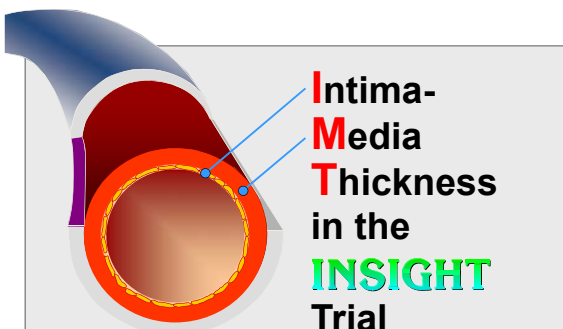 Intima-
Media
Thickness
in the
INSIGHT
Trial